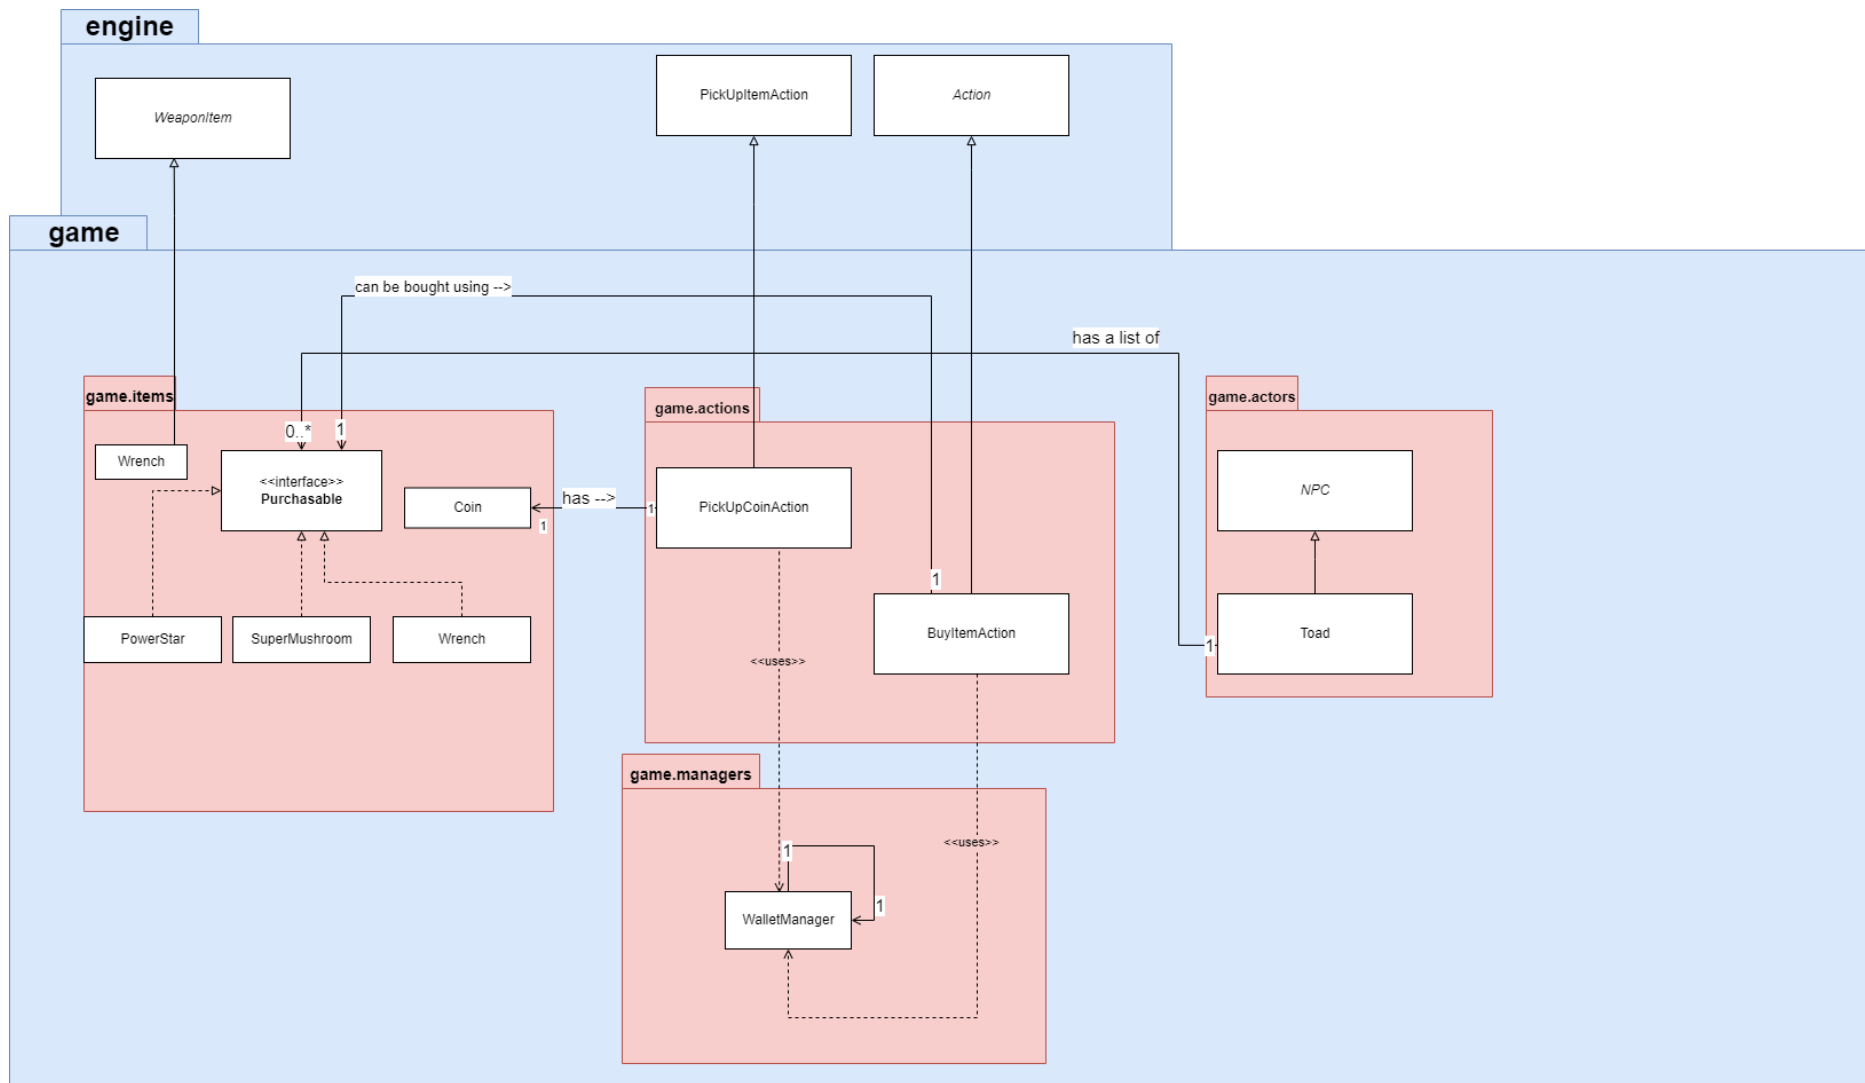 engine
WeaponItem
PickUpItemAction
Action
game
can be bought using -->
has a list of
game.items
game.actions
game.actors
0..*
1
Wrench
<<interface>>
Purchasable
Coin
has -->
1
1
PickUpCoinAction
NPC
1
PowerStar
SuperMushroom
Wrench
BuyItemAction
Toad
1
<<uses>>
game.managers
<<uses>>
1
1
WalletManager